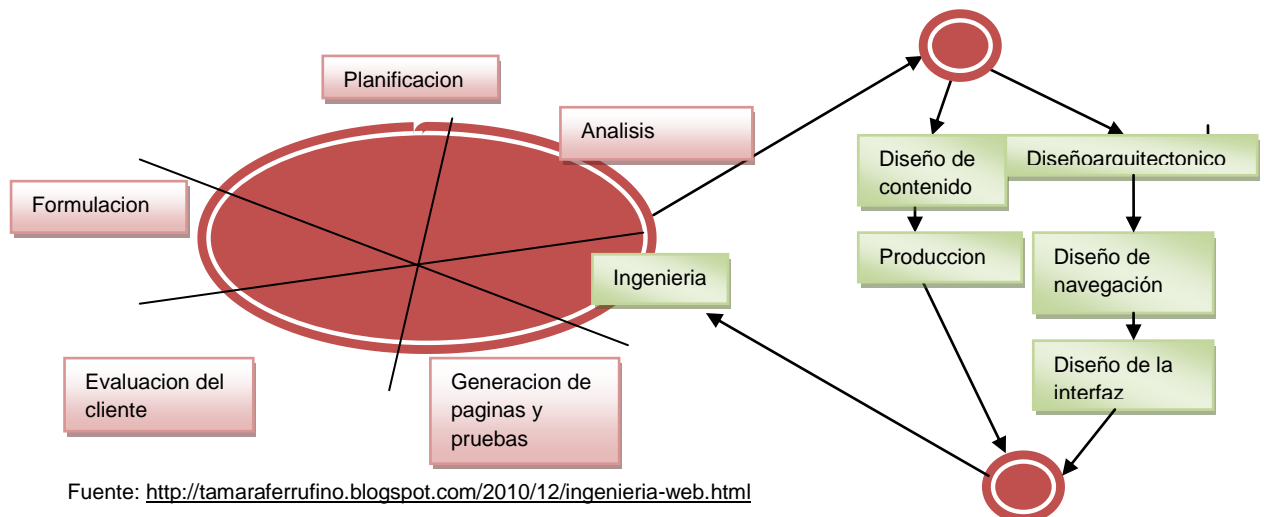 Planificacion
Analisis
Formulacion
Ingenieria
Evaluacion del
cliente
Generacion de
paginas y
pruebas
Diseño de
contenido
Diseñoarquitectonico
Produccion
Diseño de
navegación
Diseño de la
interfaz
Fuente: http://tamaraferrufino.blogspot.com/2010/12/ingenieria-web.html